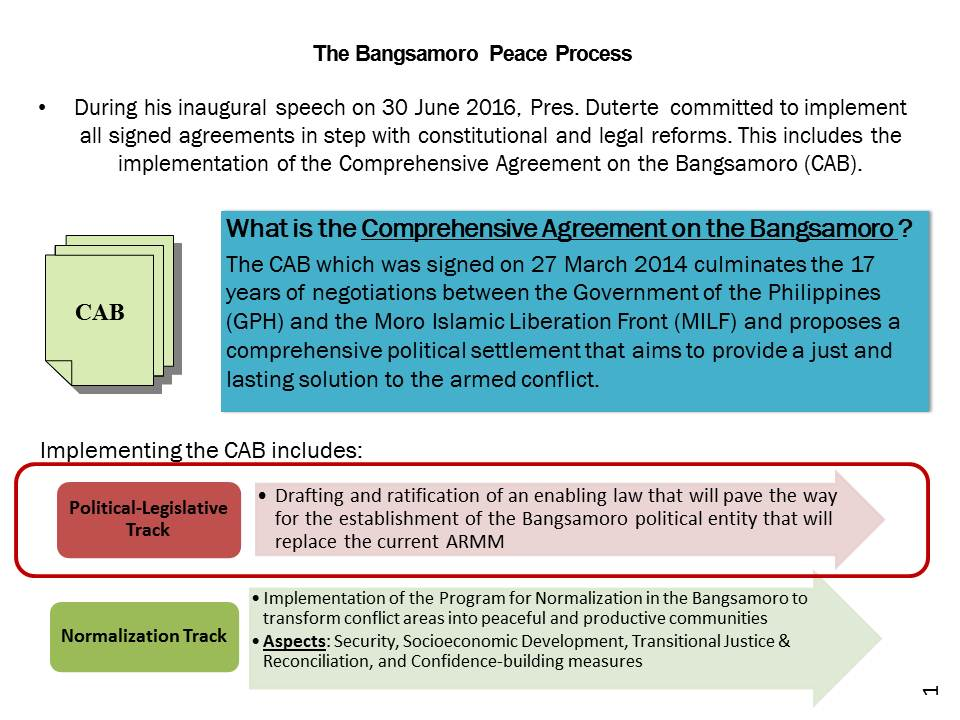 The Bangsamoro Peace Process
• During his inaugural speech on 30 June 2016, Pres. Duterte committed to implement
all signed agreements in step with constitutional and legal reforms. This includes the
implementation of the Comprehensive Agreement on the Bangsamoro (CAB).
CAB
What is the Comprehensive Agreement on the Bangsamoro ?
The CAB which was signed on 27 March 2014 culminates the 17
years of negotiations between the Government of the Philippines
(GPH) and the Moro Islamic Liberation Front (MILF) and proposes a
comprehensive political settlement that aims to provide a just and
lasting solution to the armed conflict.
Implementing the CAB includes:
Political-Legislative
Track
• Drafting and ratification of an enabling law that will pave the way
for the establishment of the Bangsamoro political entity that will
replace the current ARMM
Normalization Track
• Implementation of the Program for Normalization in the Bangsamoro to
transform conflict areas into peaceful and productive communities
• Aspects: Security, Socioeconomic Development, Transitional Justice &
Reconciliation, and Confidence-building measures
1